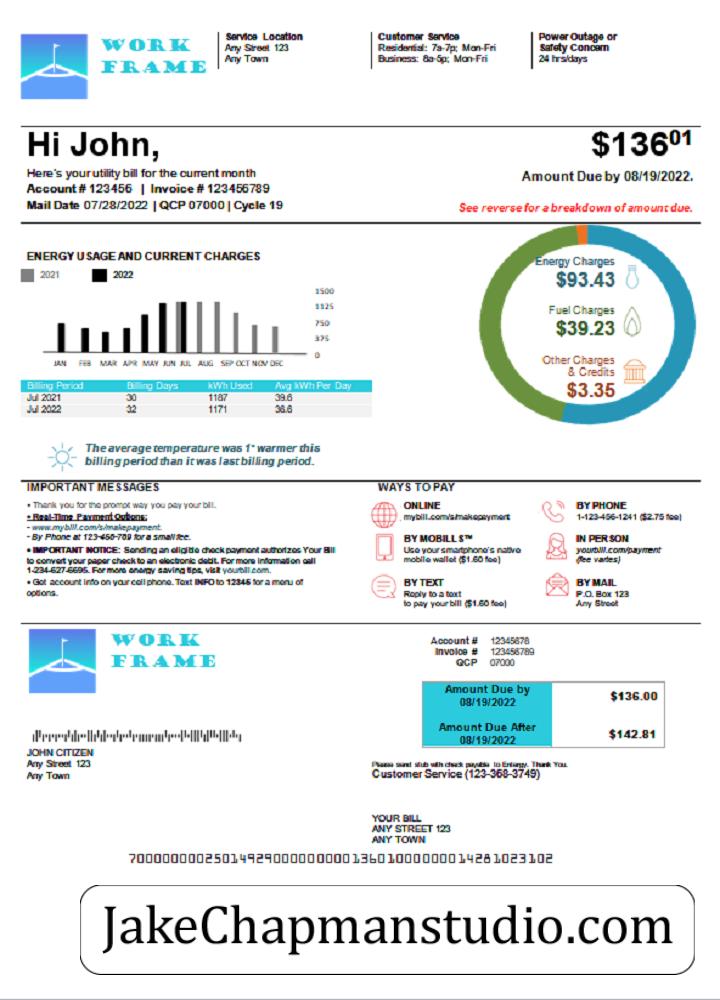 WORK
FRAME
Service Location
Any Street 123
Any Town
Customer Service
Residential: 7a-7p; Mon-Fri
Business: 8a-5p; Mon-Fri
Power Outage or
Safety Concern
24 hrs/days
Hi John,
Here's your utility bill for the current month
Account # 123456 | Invoice # 123456789
Mail Date 07/28/2022 | QCP 07000 | Cycle 19
$13601
Amount Due by 08/19/2022.
See reverse for a breakdown of amount due.
ENERGY USAGE AND CURRENT CHARGES
2021 2022
1500
1125
750
375
0
JAN FEB MAR APR MAY JUN JUL AUG SEP OCT NOV DEC
Energy Charges
$93.43
Fuel Charges
$39.23
Other Charges
& Credits
$3.35
Billing Period Billing Days kWh Used Avg kWh Per Day
Jul 2021 30 1187 39.6
Jul 2022 32 1171 36.6
The average temperature was 1° warmer this
billing period than it was last billing period.
IMPORTANT MESSAGES
• Thank you for the prompt way you pay your bill.
• Real-Time Payment Options:
- www.mybill.com/s/makepayment.
- By Phone at 123-456-789 for a small fee.
• IMPORTANT NOTICE: Sending an eligible check payment authorizes Your Bill
to convert your paper check to an electronic debit. For more information call
1-234-627-6695. For more energy saving tips, visit yourbill.com.
• Get account info on your cell phone. Text INFO to 12345 for a menu of
options.
WAYS TO PAY
ONLINE
mybill.com/s/makepayment
BY MOBILL S™
Use your smartphone's native
mobile wallet ($1.60 fee)
BY TEXT
Reply to a text
to pay your bill ($1.60 fee)
BY PHONE
1-123-456-1241 ($2.75 fee)
IN PERSON
yourbill.com/payment
(fee varies)
BY MAIL
P.O. Box 123
Any Street
WORK
FRAME
Account # 12345678
Invoice # 123456789
QCP 07000
Amount Due by
08/19/2022
$136.00
Amount Due After
08/19/2022
$142.81
JOHN CITIZEN
Any Street 123
Any Town
Please send stub with check payable to Entergy. Thank You.
Customer Service (123-368-3749)
YOUR BILL
ANY STREET 123
ANY TOWN
JakeChapmanstudio.com